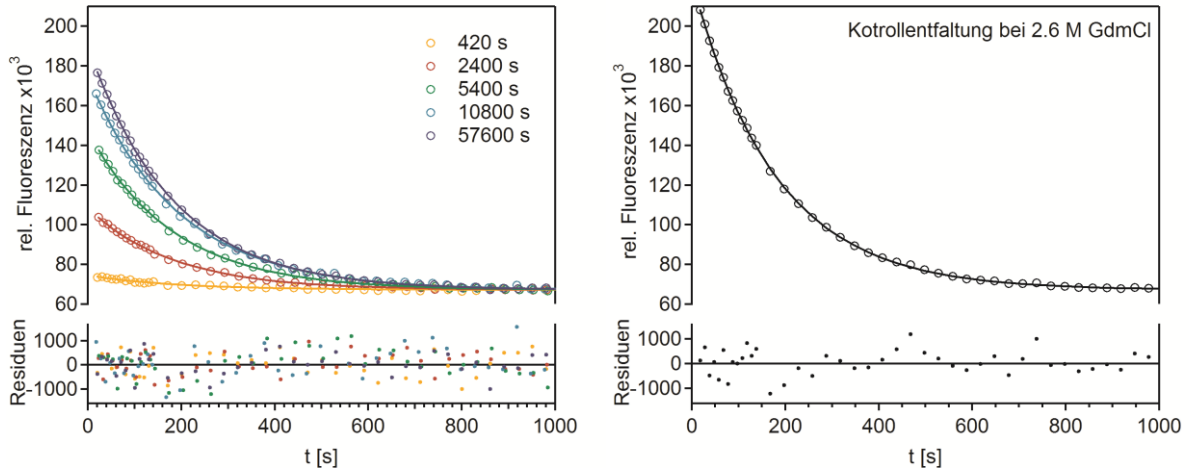 200
180
160
140
120
100
80
60
rel. Fluoreszenz x10³
420 s
2400 s
5400 s
10800 s
57600 s
1000
0
-1000
Residuen
0
200
400
600
800
1000
t [s]
200
180
160
140
120
100
80
60
rel. Fluoreszenz x10³
Kotrollentfaltung bei 2.6 M GdmCl
1000
0
-1000
Residuen
0
200
400
600
800
1000
t [s]